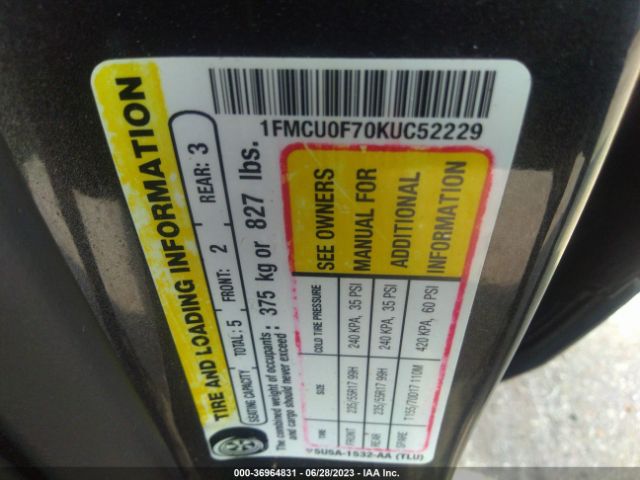 1FMCU0F70KUC52229
TIRE AND LOADING INFORMATION
SEATING CAPACITY TOTAL: 5 FRONT: 2 REAR: 3
The combined weight of occupants and cargo should never exceed : 375 kg or 827 lbs.
TIRE SIZE COLD TIRE PRESSURE
FRONT 235/55R17 99H 240 KPA, 35 PSI
REAR 235/55R17 99H 240 KPA, 35 PSI
SPARE T155/70D17 110M 420 KPA, 60 PSI
SEE OWNERS
MANUAL FOR
ADDITIONAL
INFORMATION
5U5A-1532-AA (TLU)
000-36964831 - 06/28/2023 - IAAI.com